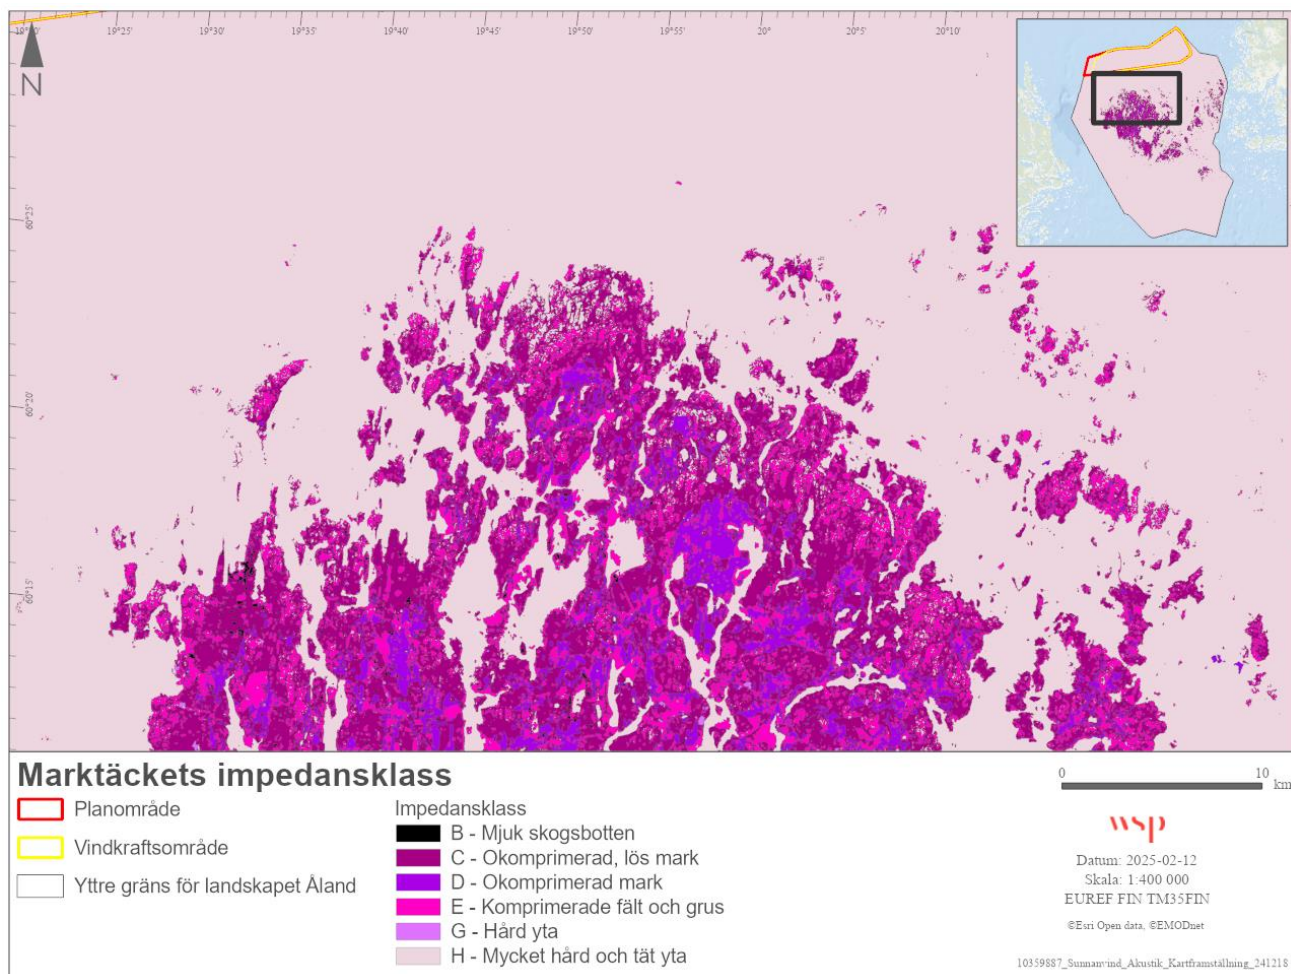 19°25' 19°30' 19°35' 19°40' 19°45' 19°50' 19°55' 20° 20°5' 20°10'
N
60°25'
60°20'
60°15'
Marktäckets impedansklass
Planområde
Vindkraftsområde
Yttre gräns för landskapet Åland
Impedansklass
B - Mjuk skogsbotten
C - Okomprimerad, lös mark
D - Okomprimerad mark
E - Komprimerade fält och grus
G - Hård yta
H - Mycket hård och tät yta
0 10
km
wsp
Datum: 2025-02-12
Skala: 1:400 000
EUREF FIN TM35FIN
©Esri Open data, ©EMODnet
10359887_Sunnanvind_Akustik_Kartframställning_241218